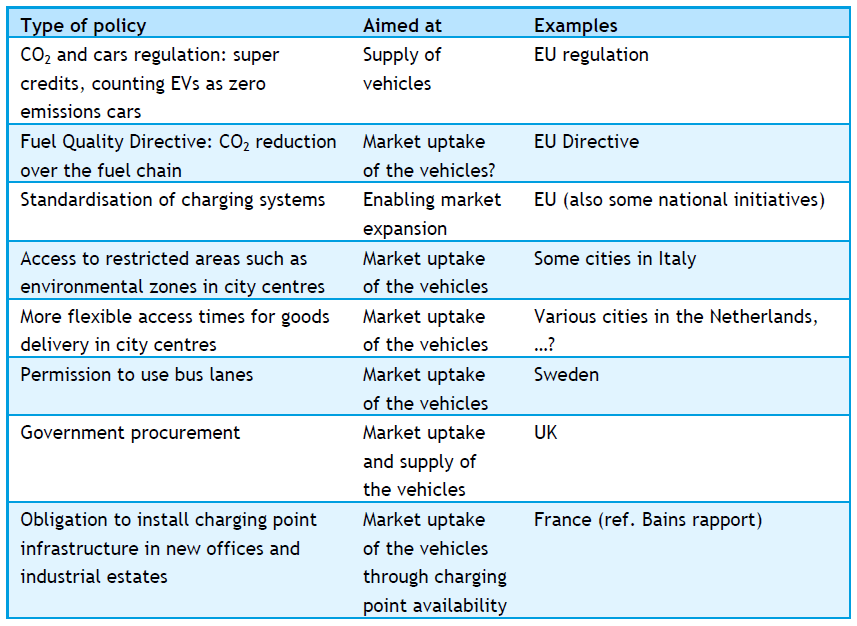 Type of policy Aimed at Examples
CO₂ and cars regulation: super Supply of EU regulation
credits, counting EVs as zero vehicles
emissions cars
Fuel Quality Directive: CO₂ reduction Market uptake EU Directive
over the fuel chain of the vehicles?
Standardisation of charging systems Enabling market EU (also some national initiatives)
expansion
Access to restricted areas such as Market uptake Some cities in Italy
environmental zones in city centres of the vehicles
More flexible access times for goods Market uptake Various cities in the Netherlands,
delivery in city centres of the vehicles …?
Permission to use bus lanes Market uptake Sweden
of the vehicles
Government procurement Market uptake UK
and supply of
the vehicles
Obligation to install charging point Market uptake France (ref. Bains rapport)
infrastructure in new offices and of the vehicles
industrial estates through charging
point availability